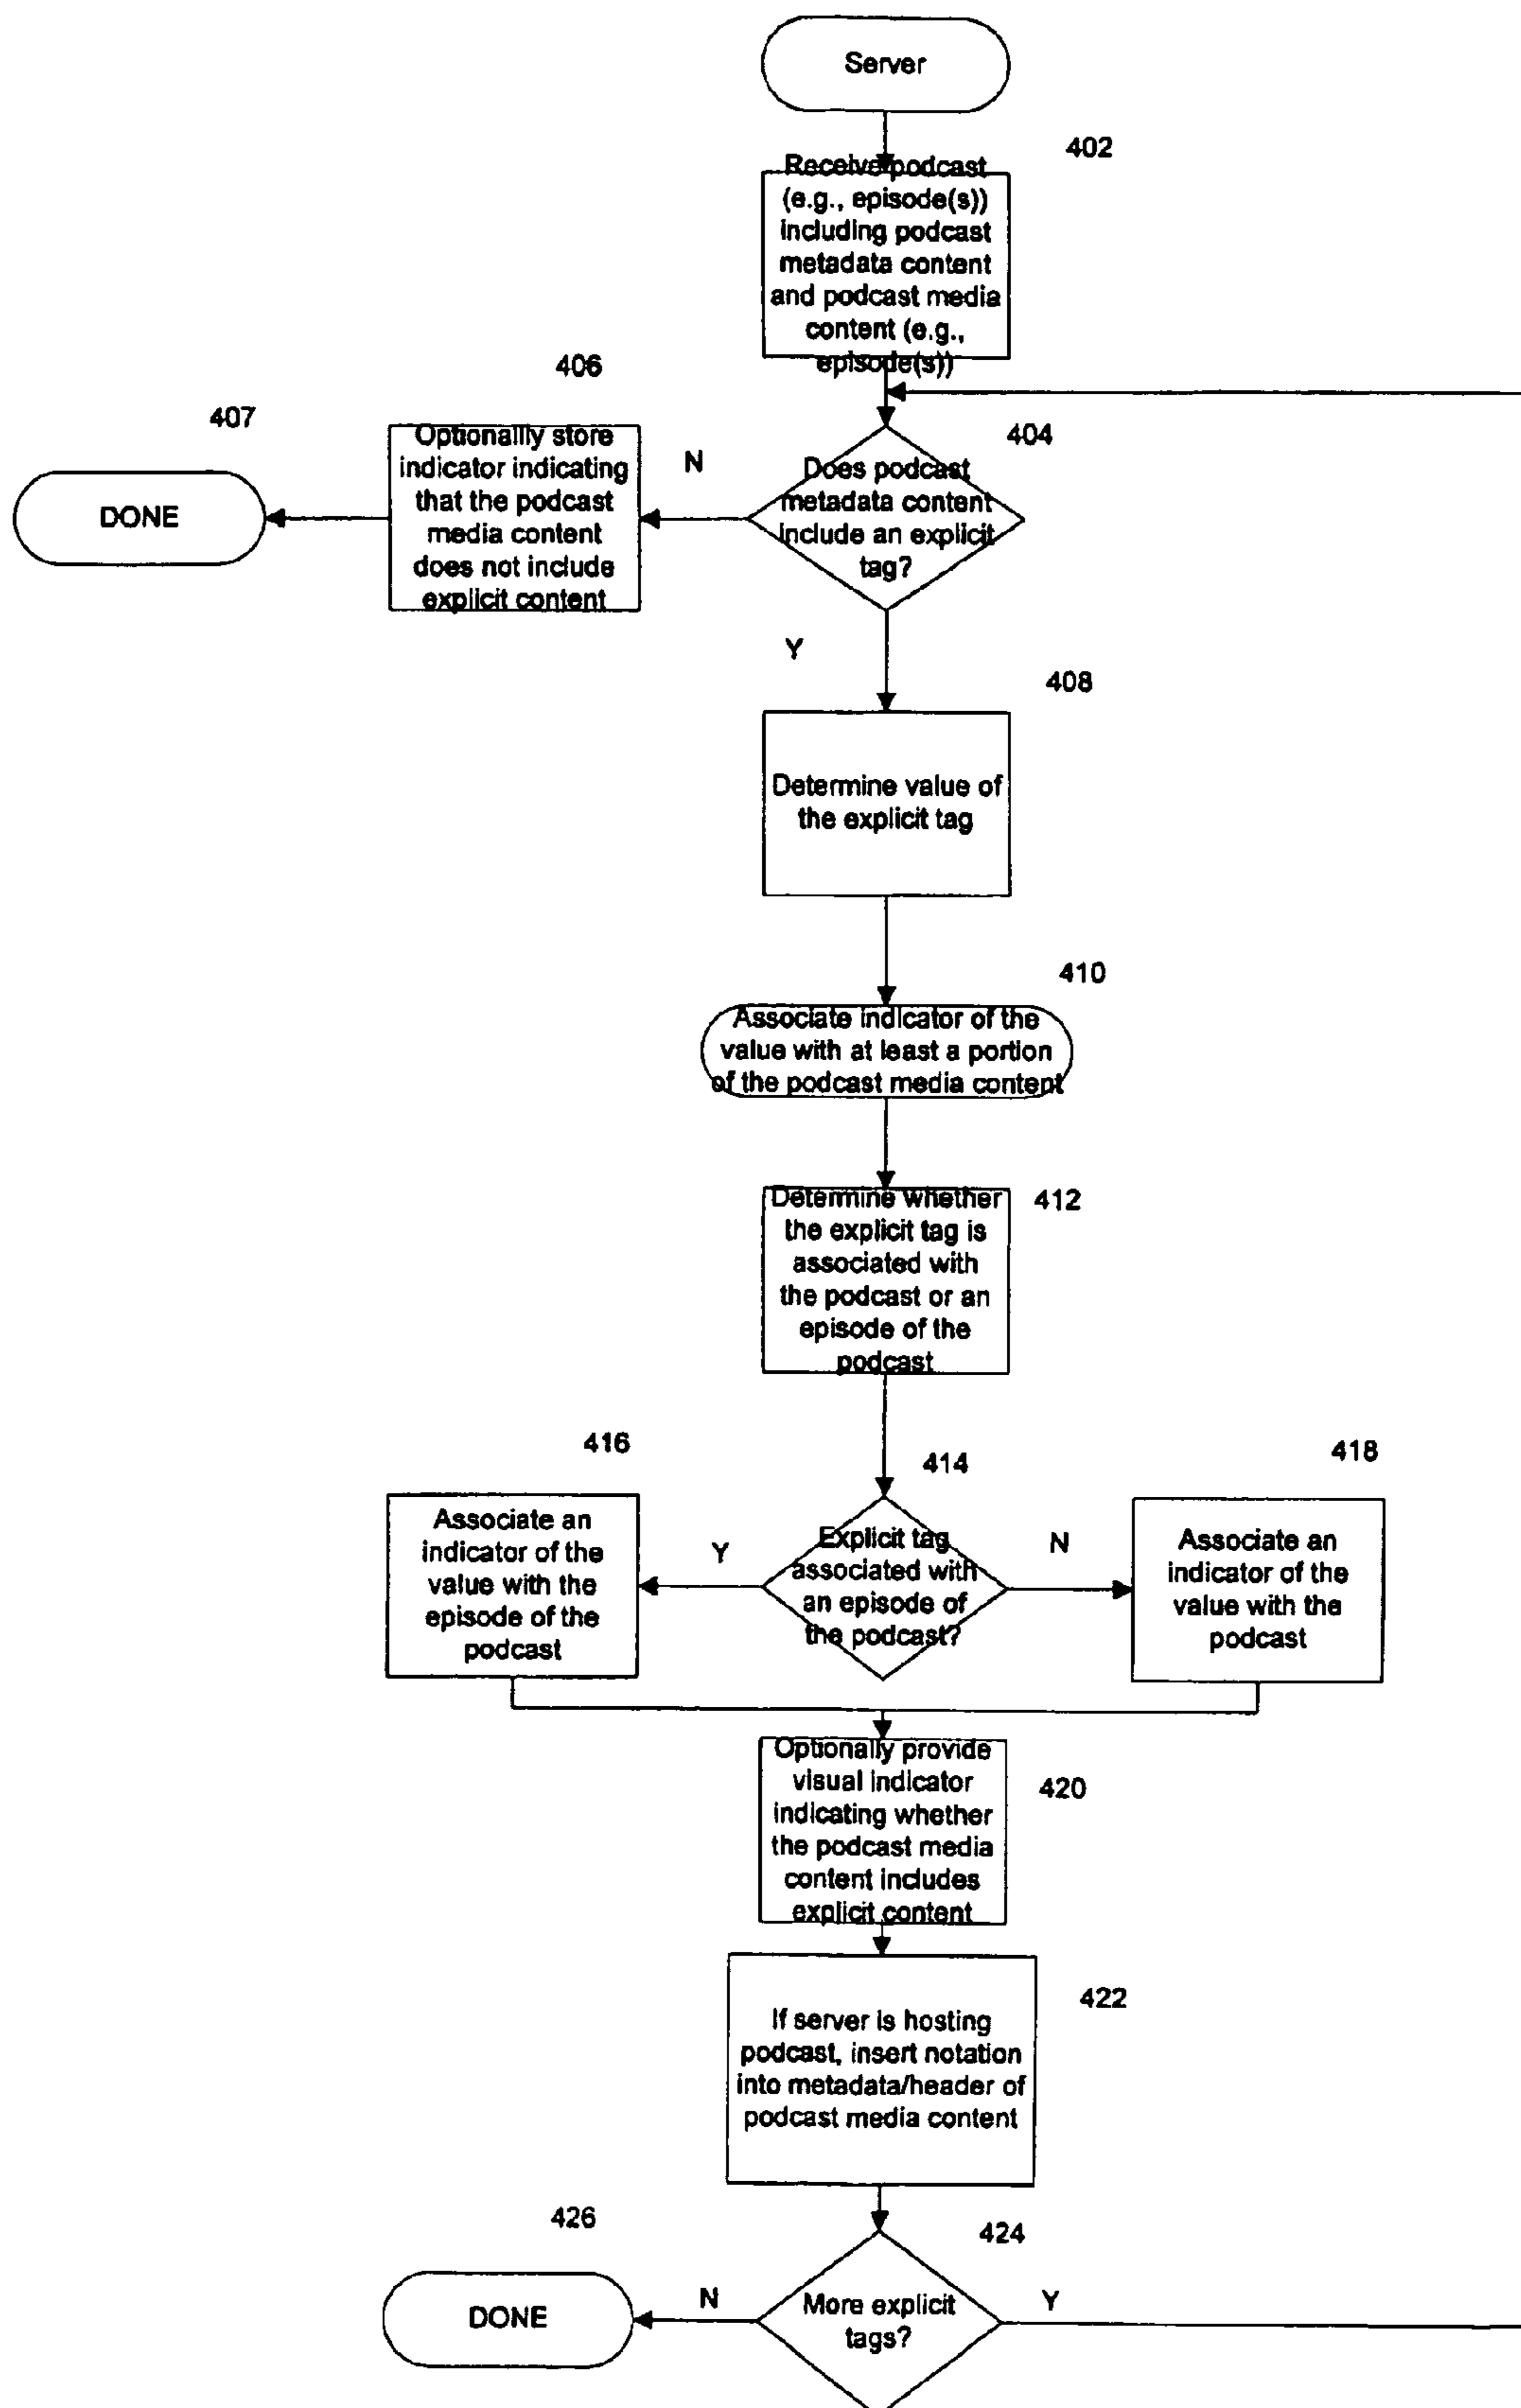 Server
402
Receive podcast
(e.g., episode(s))
including podcast
metadata content
and podcast media
content (e.g.,
episode(s))
406
407
404
Optionallly store
indicator indicating
that the podcast
media content
does not include
explicit content
N
Does podcast
metadata content
include an explicit
tag?
DONE
Y
408
Determine value of
the explicit tag
410
Associate indicator of the
value with at least a portion
of the podcast media content
412
Determine whether
the explicit tag is
associated with
the podcast or an
episode of the
podcast
416
414
418
Associate an
indicator of the
value with the
episode of the
podcast
Y
Explicit tag
associated with
an episode of
the podcast?
N
Associate an
indicator of the
value with the
podcast
420
Optionally provide
visual indicator
indicating whether
the podcast media
content includes
explicit content
422
If server is hosting
podcast, insert notation
into metadata/header of
podcast media content
426
424
DONE
N
More explicit
tags?
Y